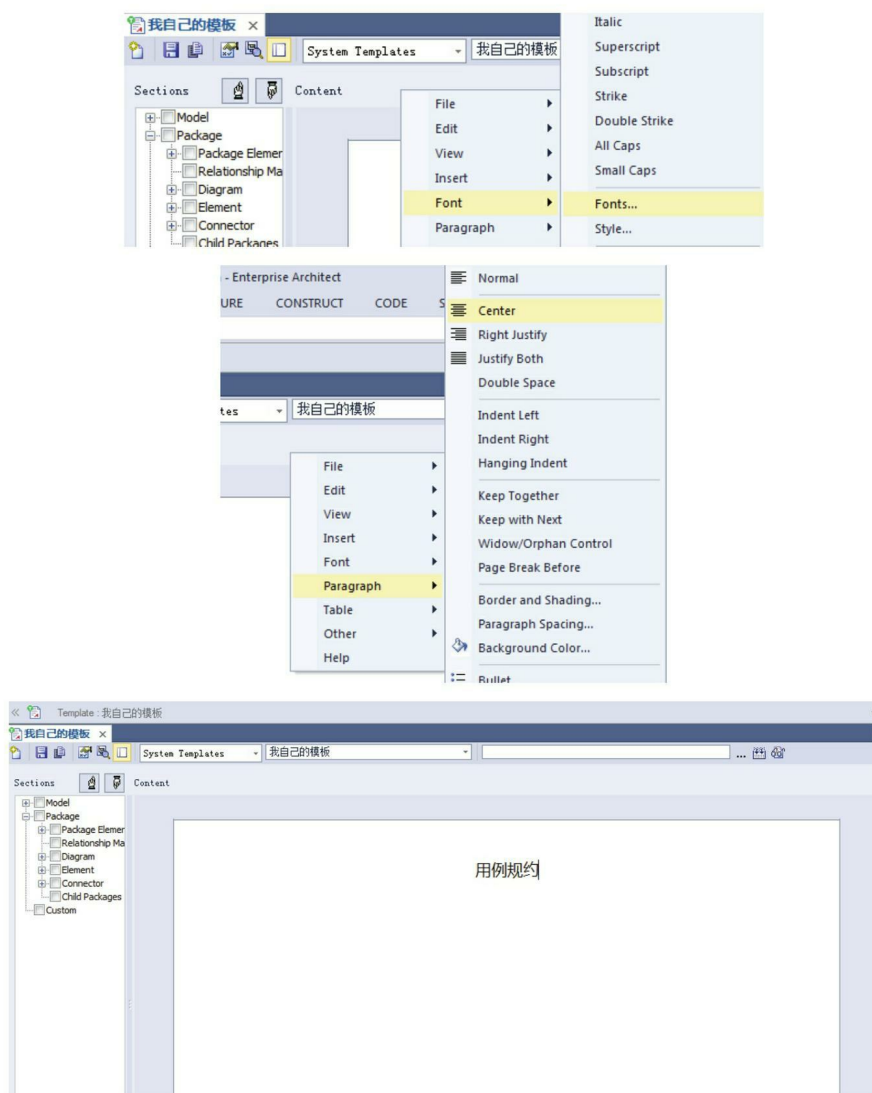 我自己的模板 ×
System Templates 我自己的模板
Sections Content
Model
Package
Package Elemer
Relationship Ma
Diagram
Element
Connector
Child Packages
File
Edit
View
Insert
Font
Paragraph
Italic
Superscript
Subscript
Strike
Double Strike
All Caps
Small Caps
Fonts...
Style...
- Enterprise Architect
URE CONSTRUCT CODE S
tes 我自己的模板
File
Edit
View
Insert
Font
Paragraph
Table
Other
Help
Normal
Center
Right Justify
Justify Both
Double Space
Indent Left
Indent Right
Hanging Indent
Keep Together
Keep with Next
Widow/Orphan Control
Page Break Before
Border and Shading...
Paragraph Spacing...
Background Color...
Bullet
« Template : 我自己的模板
我自己的模板 ×
System Templates 我自己的模板 ...
Sections Content
Model
Package
Package Elemer
Relationship Ma
Diagram
Element
Connector
Child Packages
Custom
用例规约